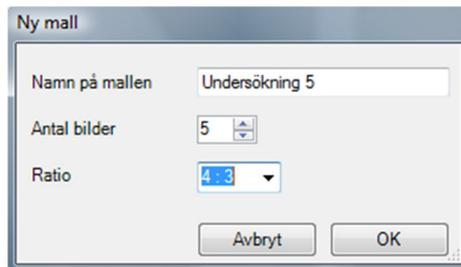 Ny mall
Namn på mallen Undersökning 5
Antal bilder 5
Ratio 4 : 3
Avbryt OK